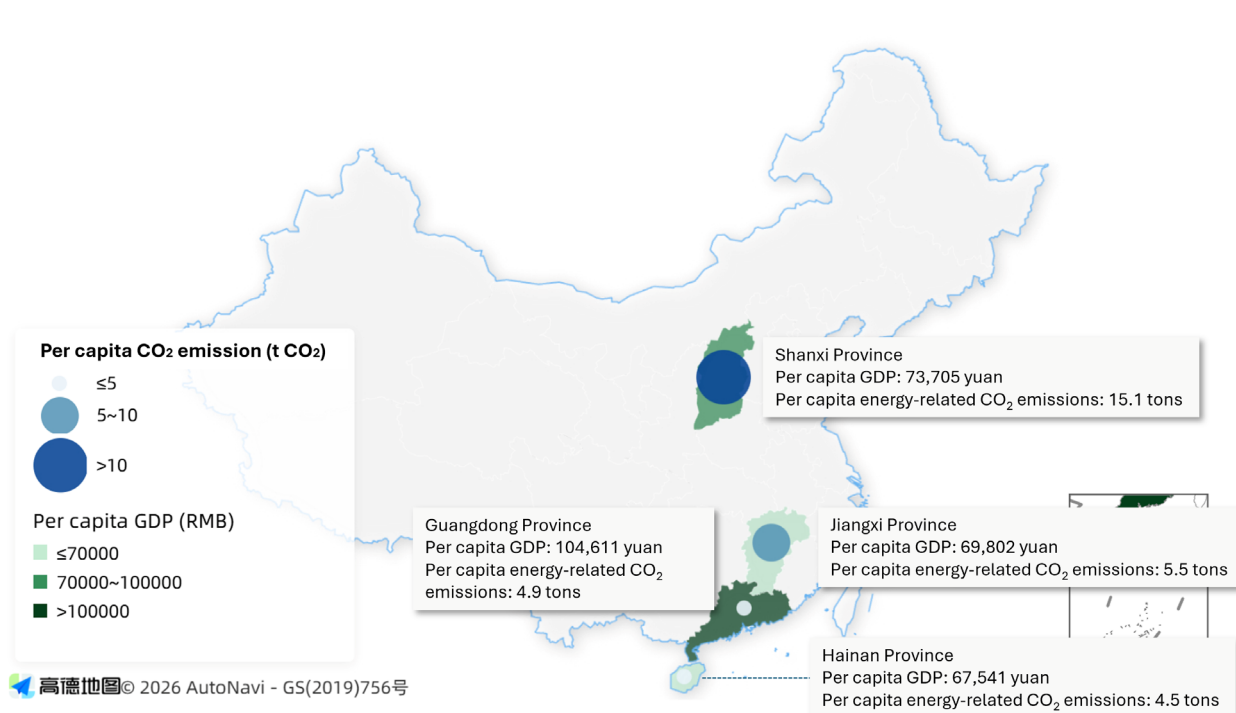 Shanxi Province
Per capita GDP: 73,705 yuan
Per capita energy-related CO₂ emissions: 15.1 tons
Per capita CO₂ emission (t CO₂)
≤5
5~10
>10
Per capita GDP (RMB)
≤70000
70000~100000
>100000
Guangdong Province
Per capita GDP: 104,611 yuan
Per capita energy-related CO₂
emissions: 4.9 tons
Jiangxi Province
Per capita GDP: 69,802 yuan
Per capita energy-related CO₂ emissions: 5.5 tons
Hainan Province
Per capita GDP: 67,541 yuan
Per capita energy-related CO₂ emissions: 4.5 tons
高德地图© 2026 AutoNavi - GS(2019)756号